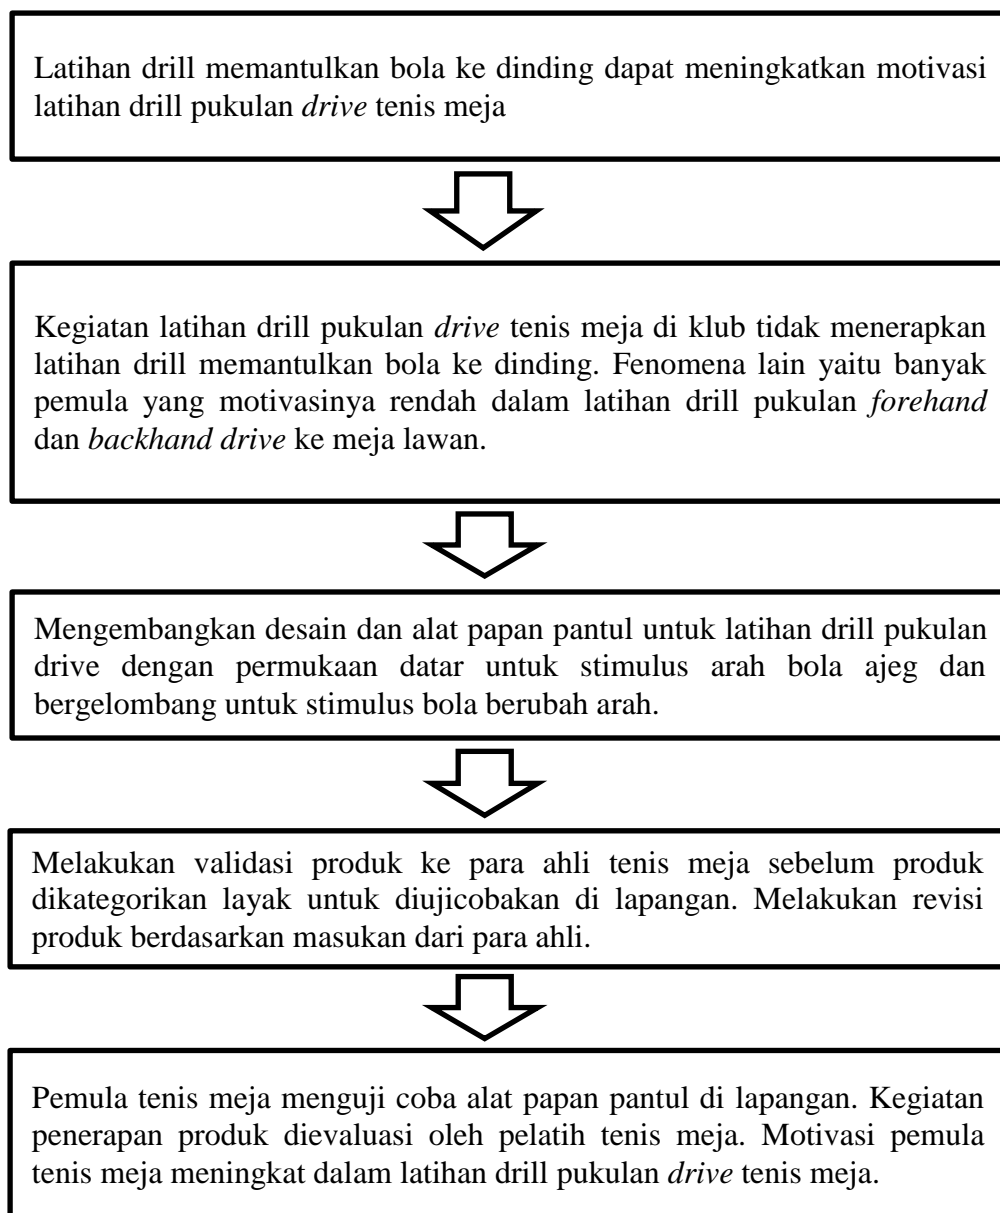 Latihan drill memantulkan bola ke dinding dapat meningkatkan motivasi
latihan drill pukulan drive tenis meja
Kegiatan latihan drill pukulan drive tenis meja di klub tidak menerapkan
latihan drill memantulkan bola ke dinding. Fenomena lain yaitu banyak
pemula yang motivasinya rendah dalam latihan drill pukulan forehand
dan backhand drive ke meja lawan.
Mengembangkan desain dan alat papan pantul untuk latihan drill pukulan
drive dengan permukaan datar untuk stimulus arah bola ajeg dan
bergelombang untuk stimulus bola berubah arah.
Melakukan validasi produk ke para ahli tenis meja sebelum produk
dikategorikan layak untuk diujicobakan di lapangan. Melakukan revisi
produk berdasarkan masukan dari para ahli.
Pemula tenis meja menguji coba alat papan pantul di lapangan. Kegiatan
penerapan produk dievaluasi oleh pelatih tenis meja. Motivasi pemula
tenis meja meningkat dalam latihan drill pukulan drive tenis meja.